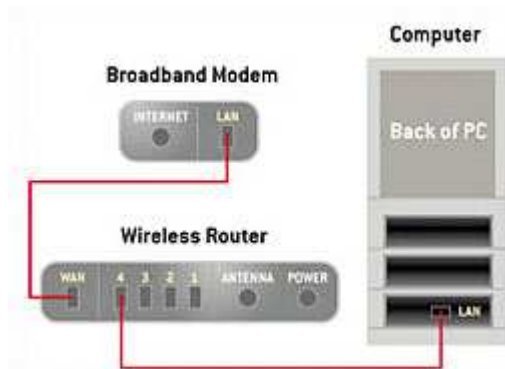 Computer
Broadband Modem
INTERNET LAN
Back of PC
Wireless Router
WAN 4 3 2 1 ANTENNA POWER
LAN